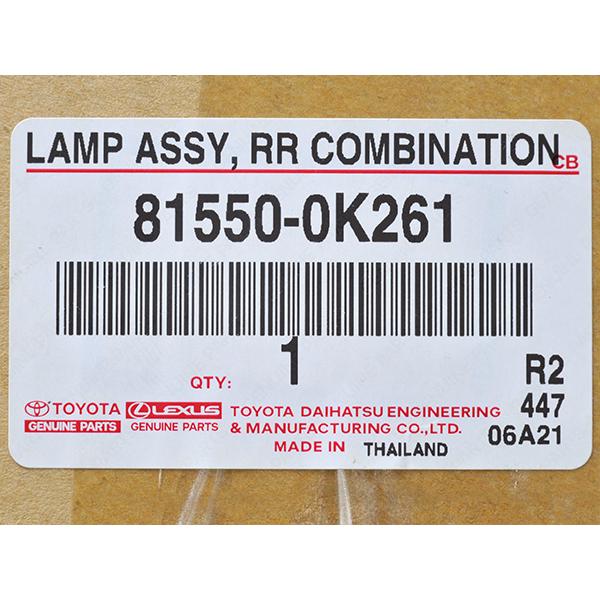 LAMP ASSY, RR COMBINATION
CB
81550-0K261
QTY: 1
R2
TOYOTA
GENUINE PARTS
LEXUS
GENUINE PARTS
TOYOTA DAIHATSU ENGINEERING
& MANUFACTURING CO.,LTD.
MADE IN THAILAND
447
06A21